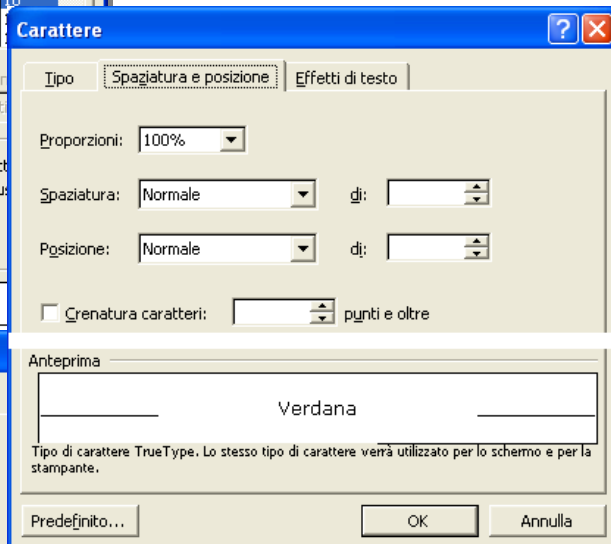 Carattere
Tipo Spaziatura e posizione Effetti di testo
Proporzioni: 100%
Spaziatura: Normale di:
Posizione: Normale di:
Crenatura caratteri: punti e oltre
Anteprima
Verdana
Tipo di carattere TrueType. Lo stesso tipo di carattere verrà utilizzato per lo schermo e per la
stampante.
Predefinito... OK Annulla